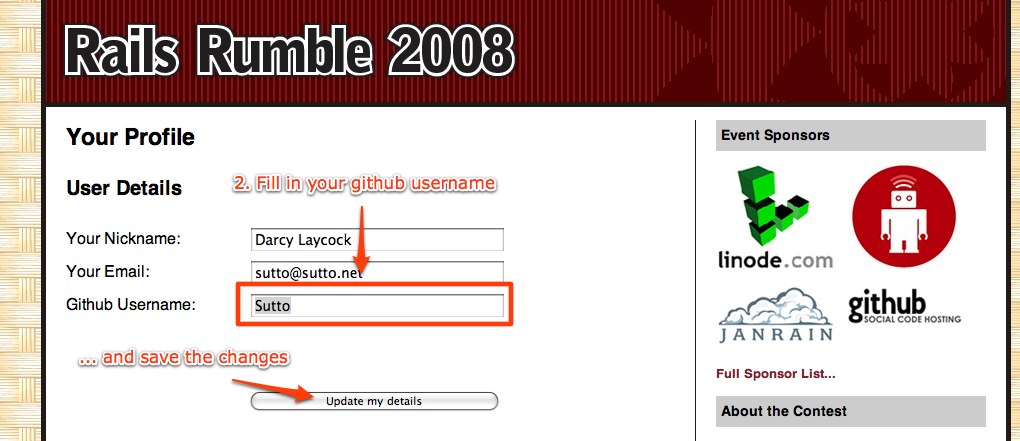 Rails Rumble 2008
Your Profile
User Details
2. Fill in your github username
Your Nickname:
Darcy Laycock
Your Email:
sutto@sutto.net
Github Username:
Sutto
... and save the changes
Update my details
Event Sponsors
linode.com
JANRAIN
github
SOCIAL CODE HOSTING
Full Sponsor List...
About the Contest